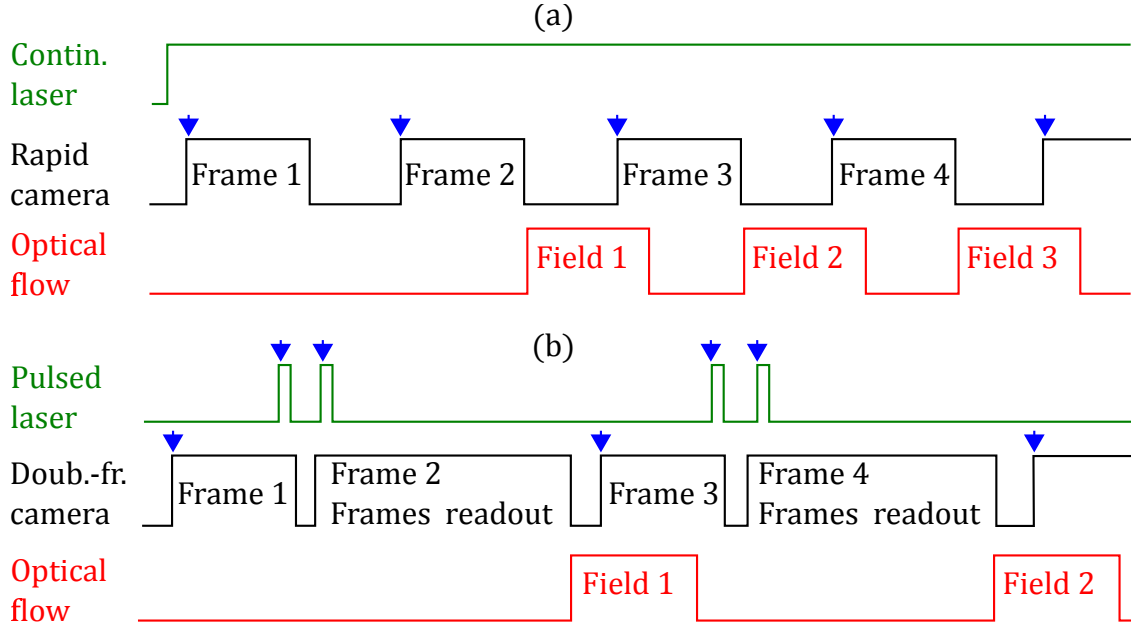 (a)
Contin.
laser
Rapid
camera
Frame 1
Frame 2
Frame 3
Frame 4
Optical
flow
Field 1
Field 2
Field 3
(b)
Pulsed
laser
Doub.-fr.
camera
Frame 1
Frame 2
Frames readout
Frame 3
Frame 4
Frames readout
Optical
flow
Field 1
Field 2